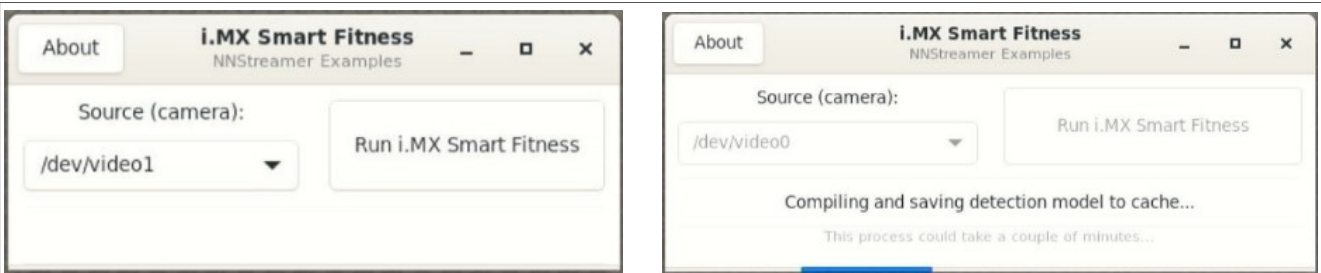 About
i.MX Smart Fitness
NNStreamer Examples
Source (camera):
/dev/video1
Run i.MX Smart Fitness
About
i.MX Smart Fitness
NNStreamer Examples
Source (camera):
/dev/video0
Run i.MX Smart Fitness
Compiling and saving detection model to cache...
This process could take a couple of minutes...